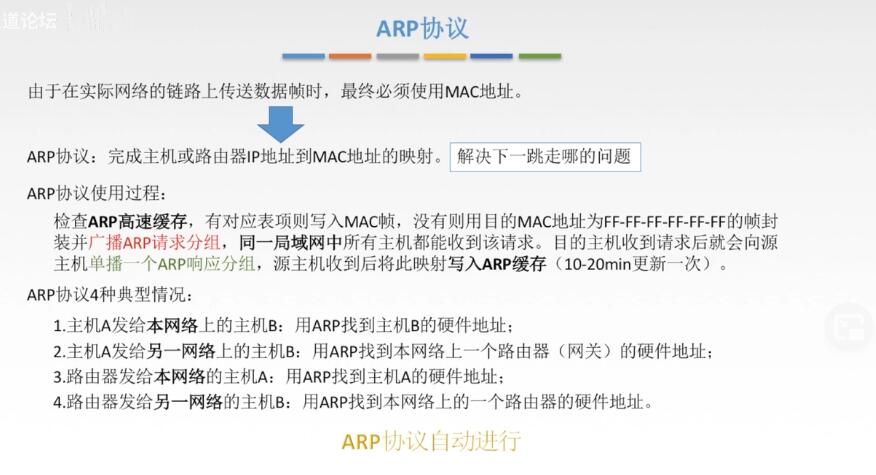 道论坛
ARP协议
由于在实际网络的链路上传送数据帧时，最终必须使用MAC地址。
ARP协议：完成主机或路由器IP地址到MAC地址的映射。 解决下一跳走哪的问题
ARP协议使用过程：
检查ARP高速缓存，有对应表项则写入MAC帧，没有则用目的MAC地址为FF-FF-FF-FF-FF-FF的帧封
装并广播ARP请求分组，同一局域网中所有主机都能收到该请求。目的主机收到请求后就会向源
主机单播一个ARP响应分组，源主机收到后将此映射写入ARP缓存（10-20min更新一次）。
ARP协议4种典型情况：
1.主机A发给本网络上的主机B：用ARP找到主机B的硬件地址；
2.主机A发给另一网络上的主机B：用ARP找到本网络上一个路由器（网关）的硬件地址；
3.路由器发给本网络的主机A：用ARP找到主机A的硬件地址；
4.路由器发给另一网络的主机B：用ARP找到本网络上的一个路由器的硬件地址。
ARP协议自动进行